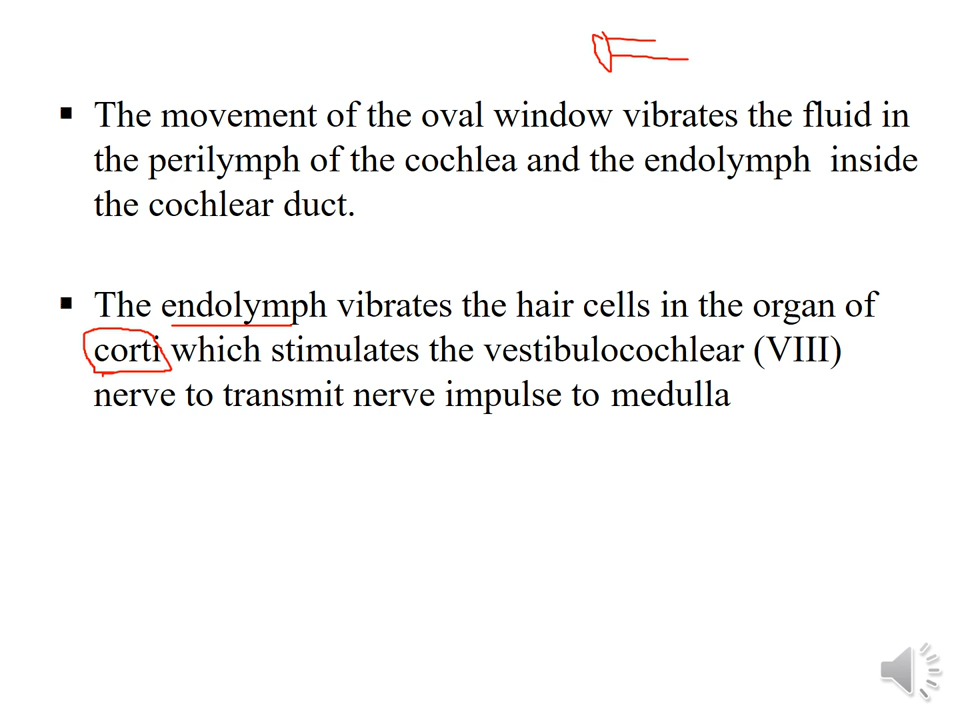 ▪ The movement of the oval window vibrates the fluid in
the perilymph of the cochlea and the endolymph inside
the cochlear duct.
▪ The endolymph vibrates the hair cells in the organ of
corti which stimulates the vestibulocochlear (VIII)
nerve to transmit nerve impulse to medulla